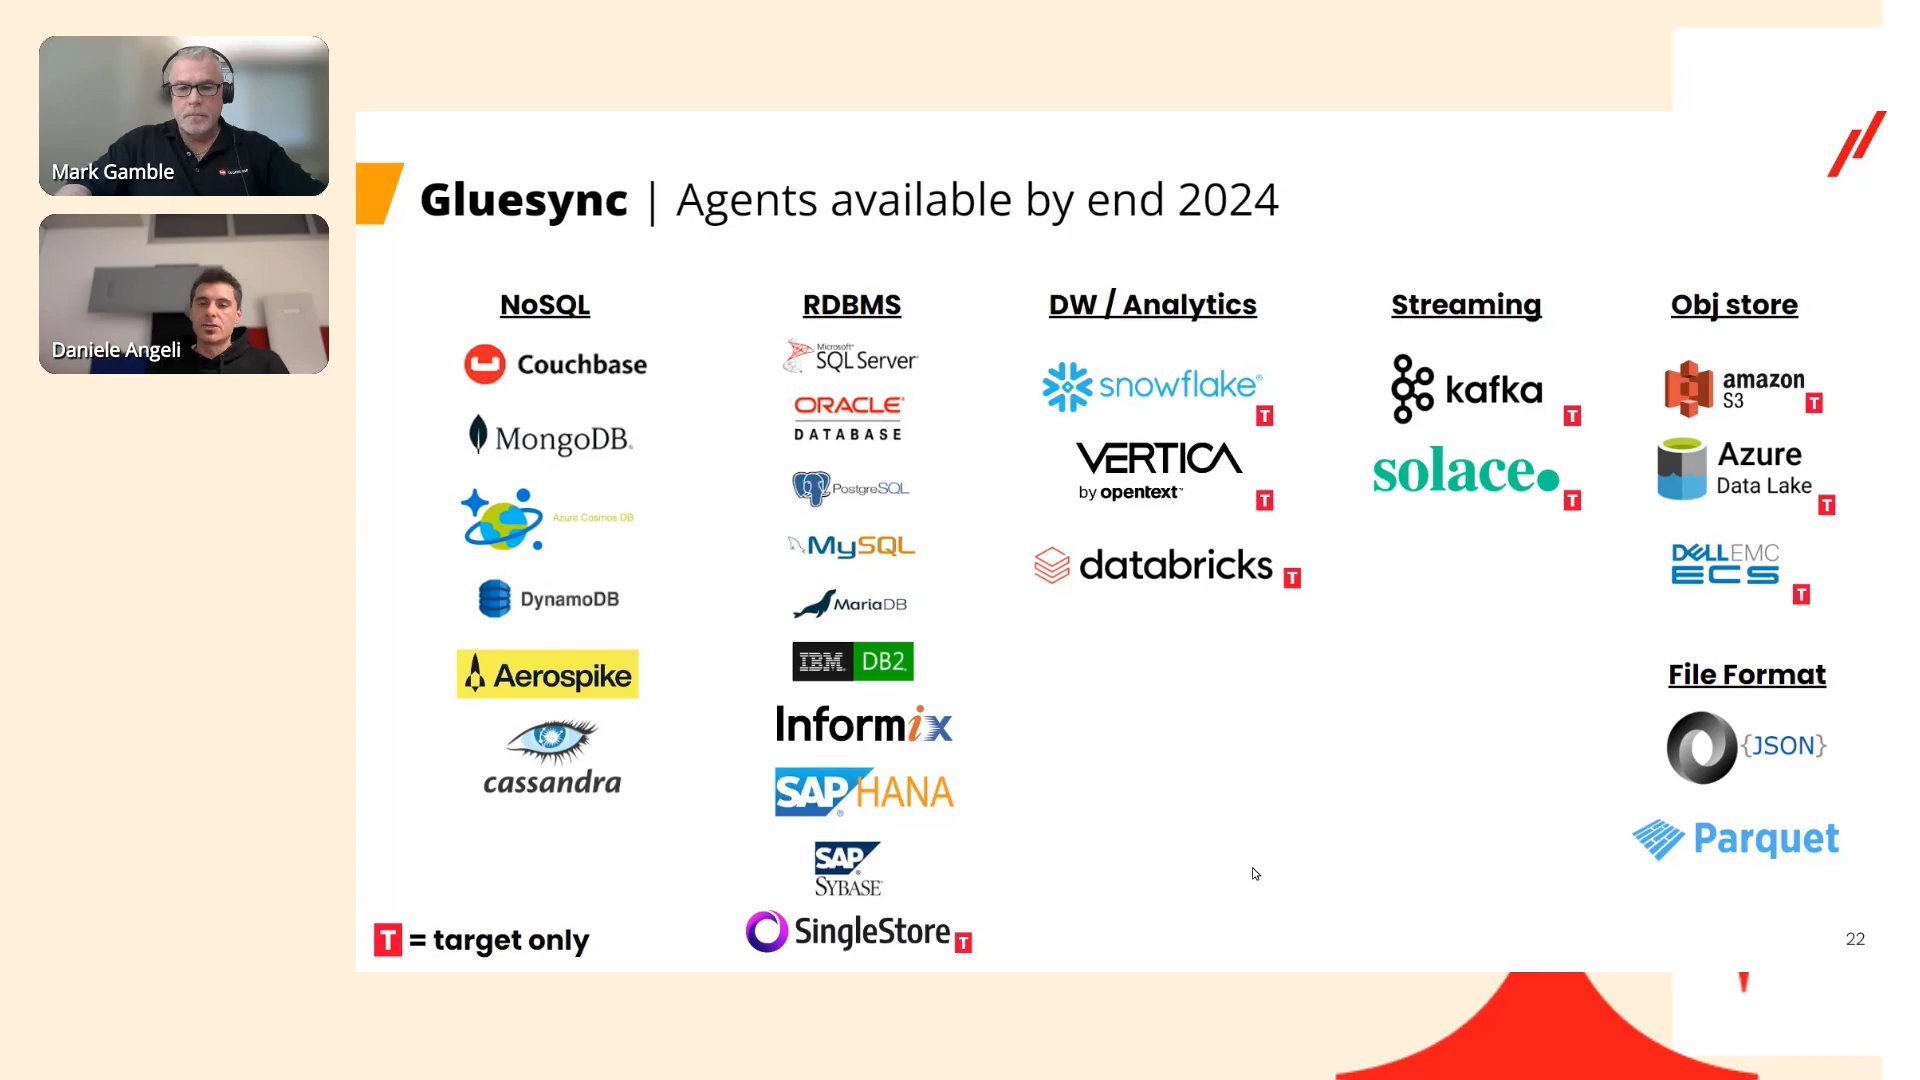 Mark Gamble
Daniele Angeli
Gluesync | Agents available by end 2024
NoSQL
Couchbase
MongoDB.
Azure Cosmos DB
DynamoDB
Aerospike
cassandra
RDBMS
Microsoft
SQL Server
ORACLE
DATABASE
PostgreSQL
MySQL
MariaDB
IBM DB2
Informix
SAP HANA
SAP
SYBASE
SingleStore T
DW / Analytics
snowflake
T
VERTICA
by opentext
T
databricks T
Streaming
kafka
T
solace
T
Obj store
amazon
S3 T
Azure
Data Lake
T
DELLEMC
ECS
T
File Format
{JSON}
Parquet
T = target only
22